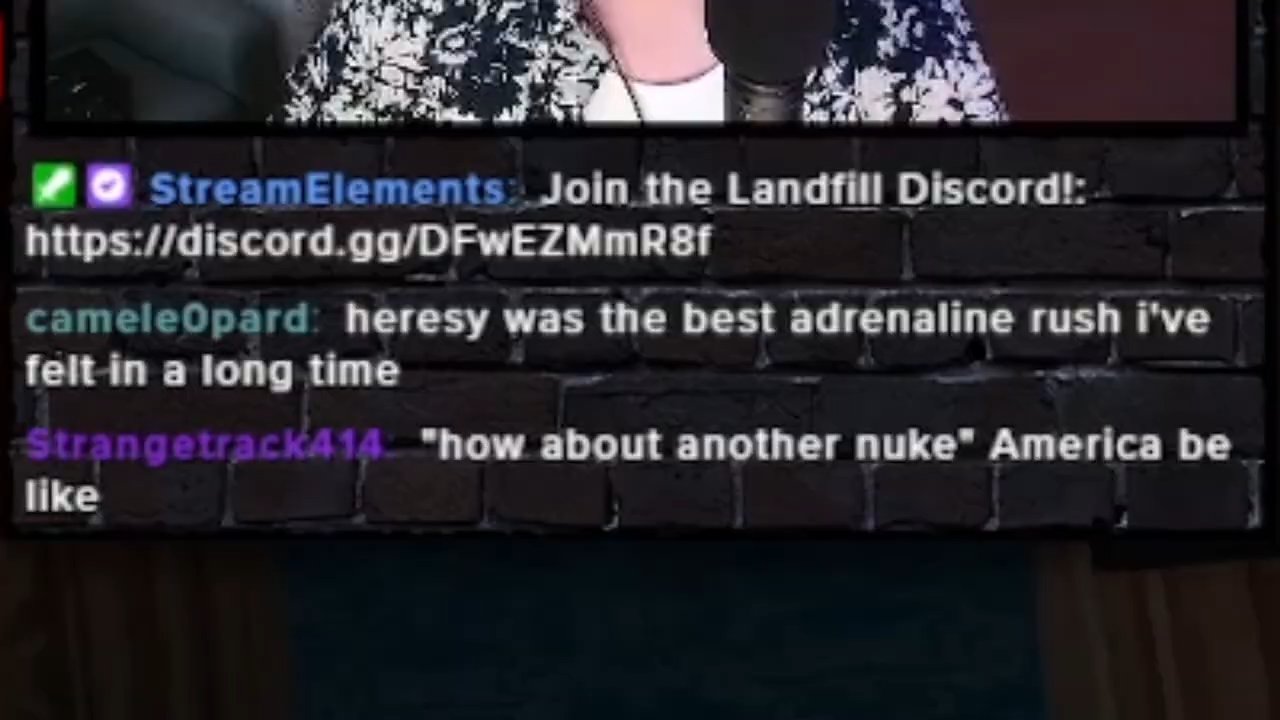 StreamElements: Join the Landfill Discord!:
https://discord.gg/DFwEZMmR8f
camele0pard: heresy was the best adrenaline rush i've
felt in a long time
Strangetrack414: "how about another nuke" America be
like